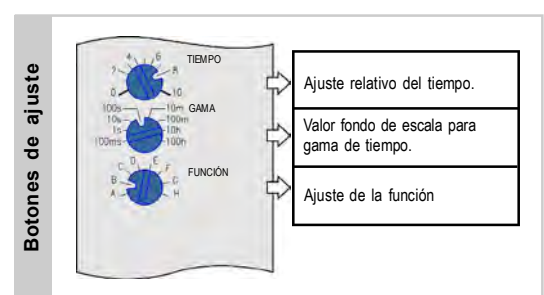 Botones de ajuste
TIEMPO
0 2 4 6 8 10
Ajuste relativo del tiempo.
GAMA
100s 10m
10s 100m
1s 10h
100ms 100h
Valor fondo de escala para
gama de tiempo.
FUNCIÓN
A B C D E F G H
Ajuste de la función